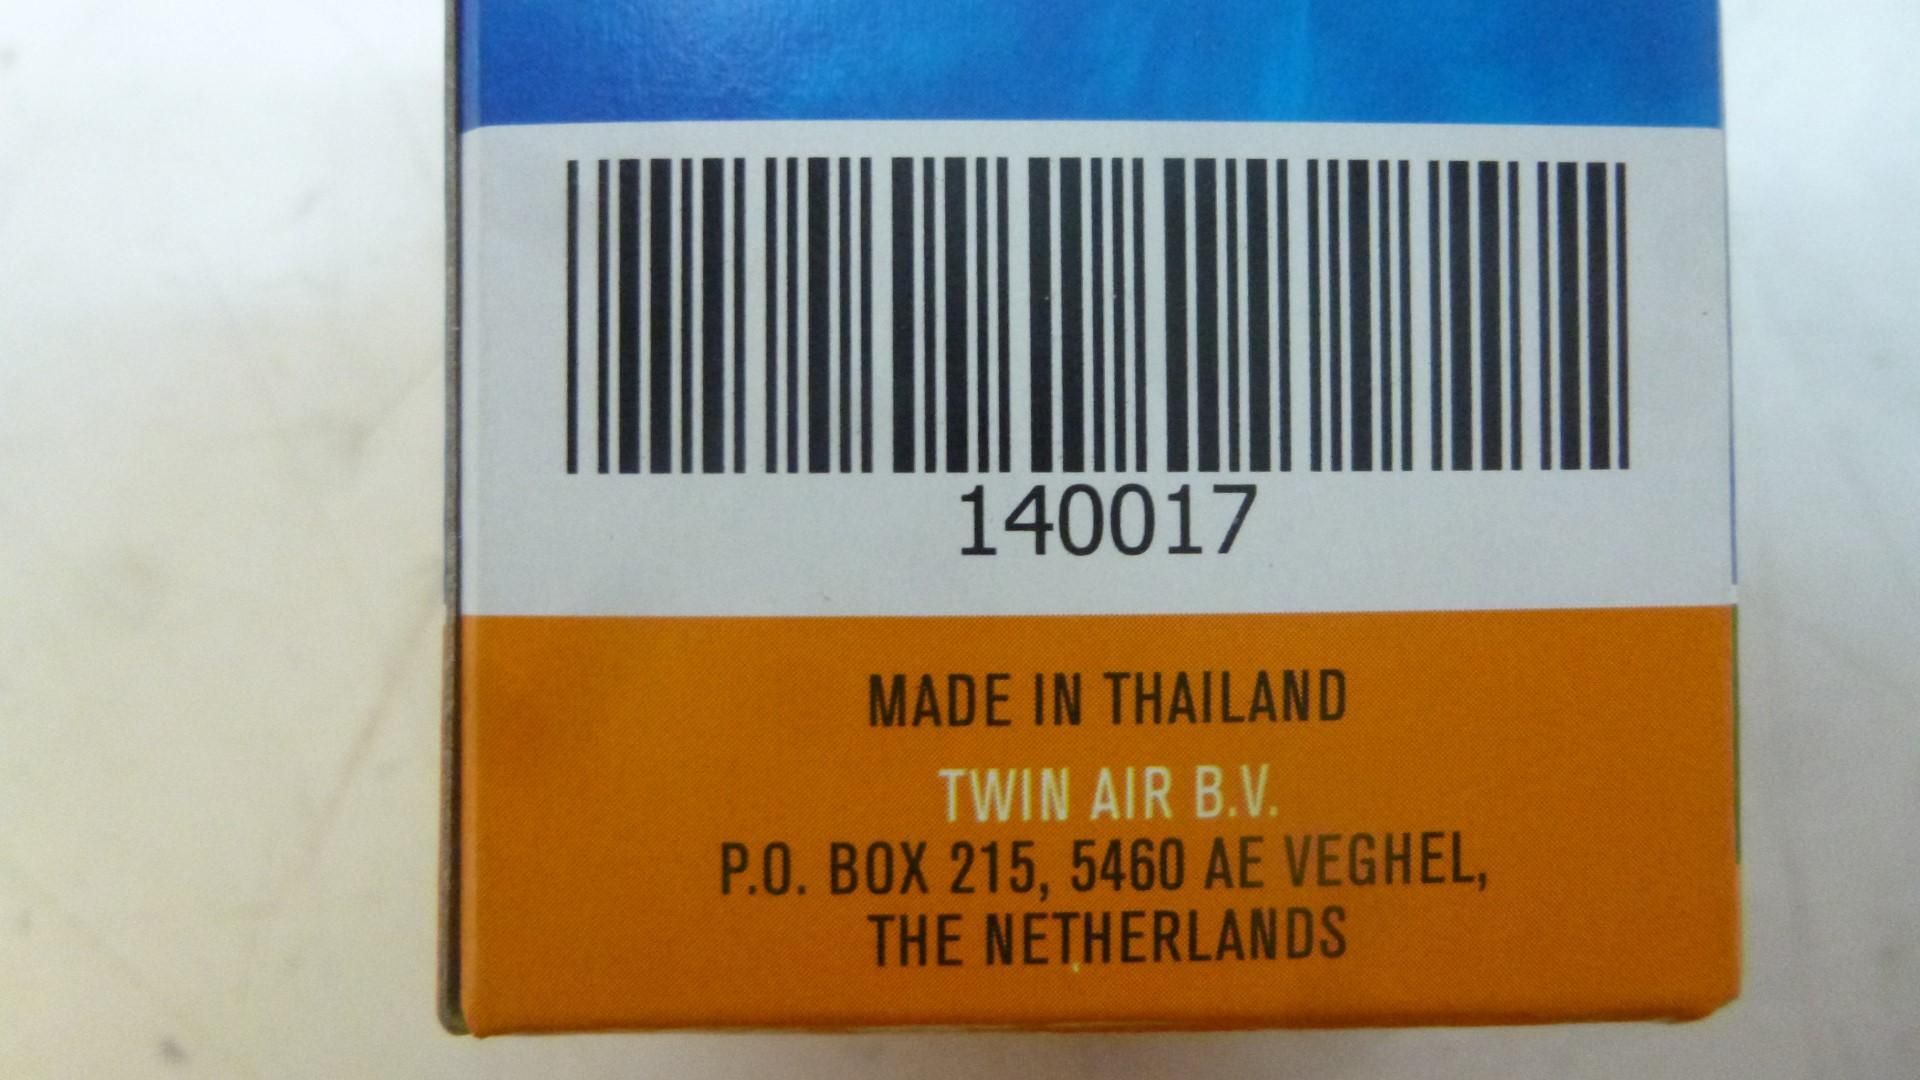 140017
MADE IN THAILAND
TWIN AIR B.V.
P.O. BOX 215, 5460 AE VEGHEL,
THE NETHERLANDS